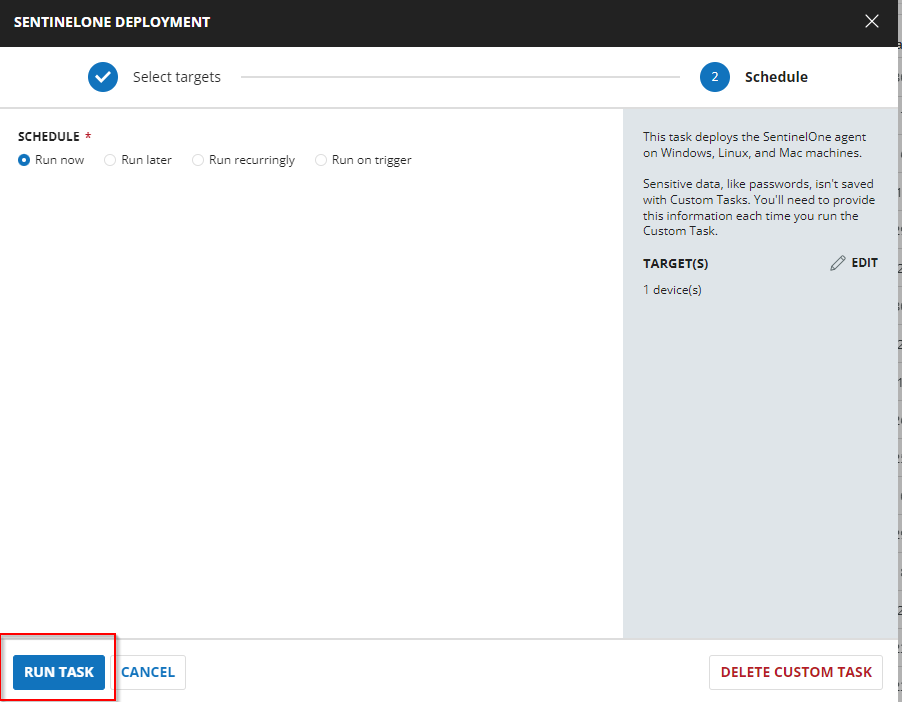 SENTINELONE DEPLOYMENT
Select targets
2 Schedule
SCHEDULE *
Run now Run later Run recurringly Run on trigger
This task deploys the SentinelOne agent
on Windows, Linux, and Mac machines.
Sensitive data, like passwords, isn't saved
with Custom Tasks. You'll need to provide
this information each time you run the
Custom Task.
TARGET(S) EDIT
1 device(s)
RUN TASK CANCEL DELETE CUSTOM TASK